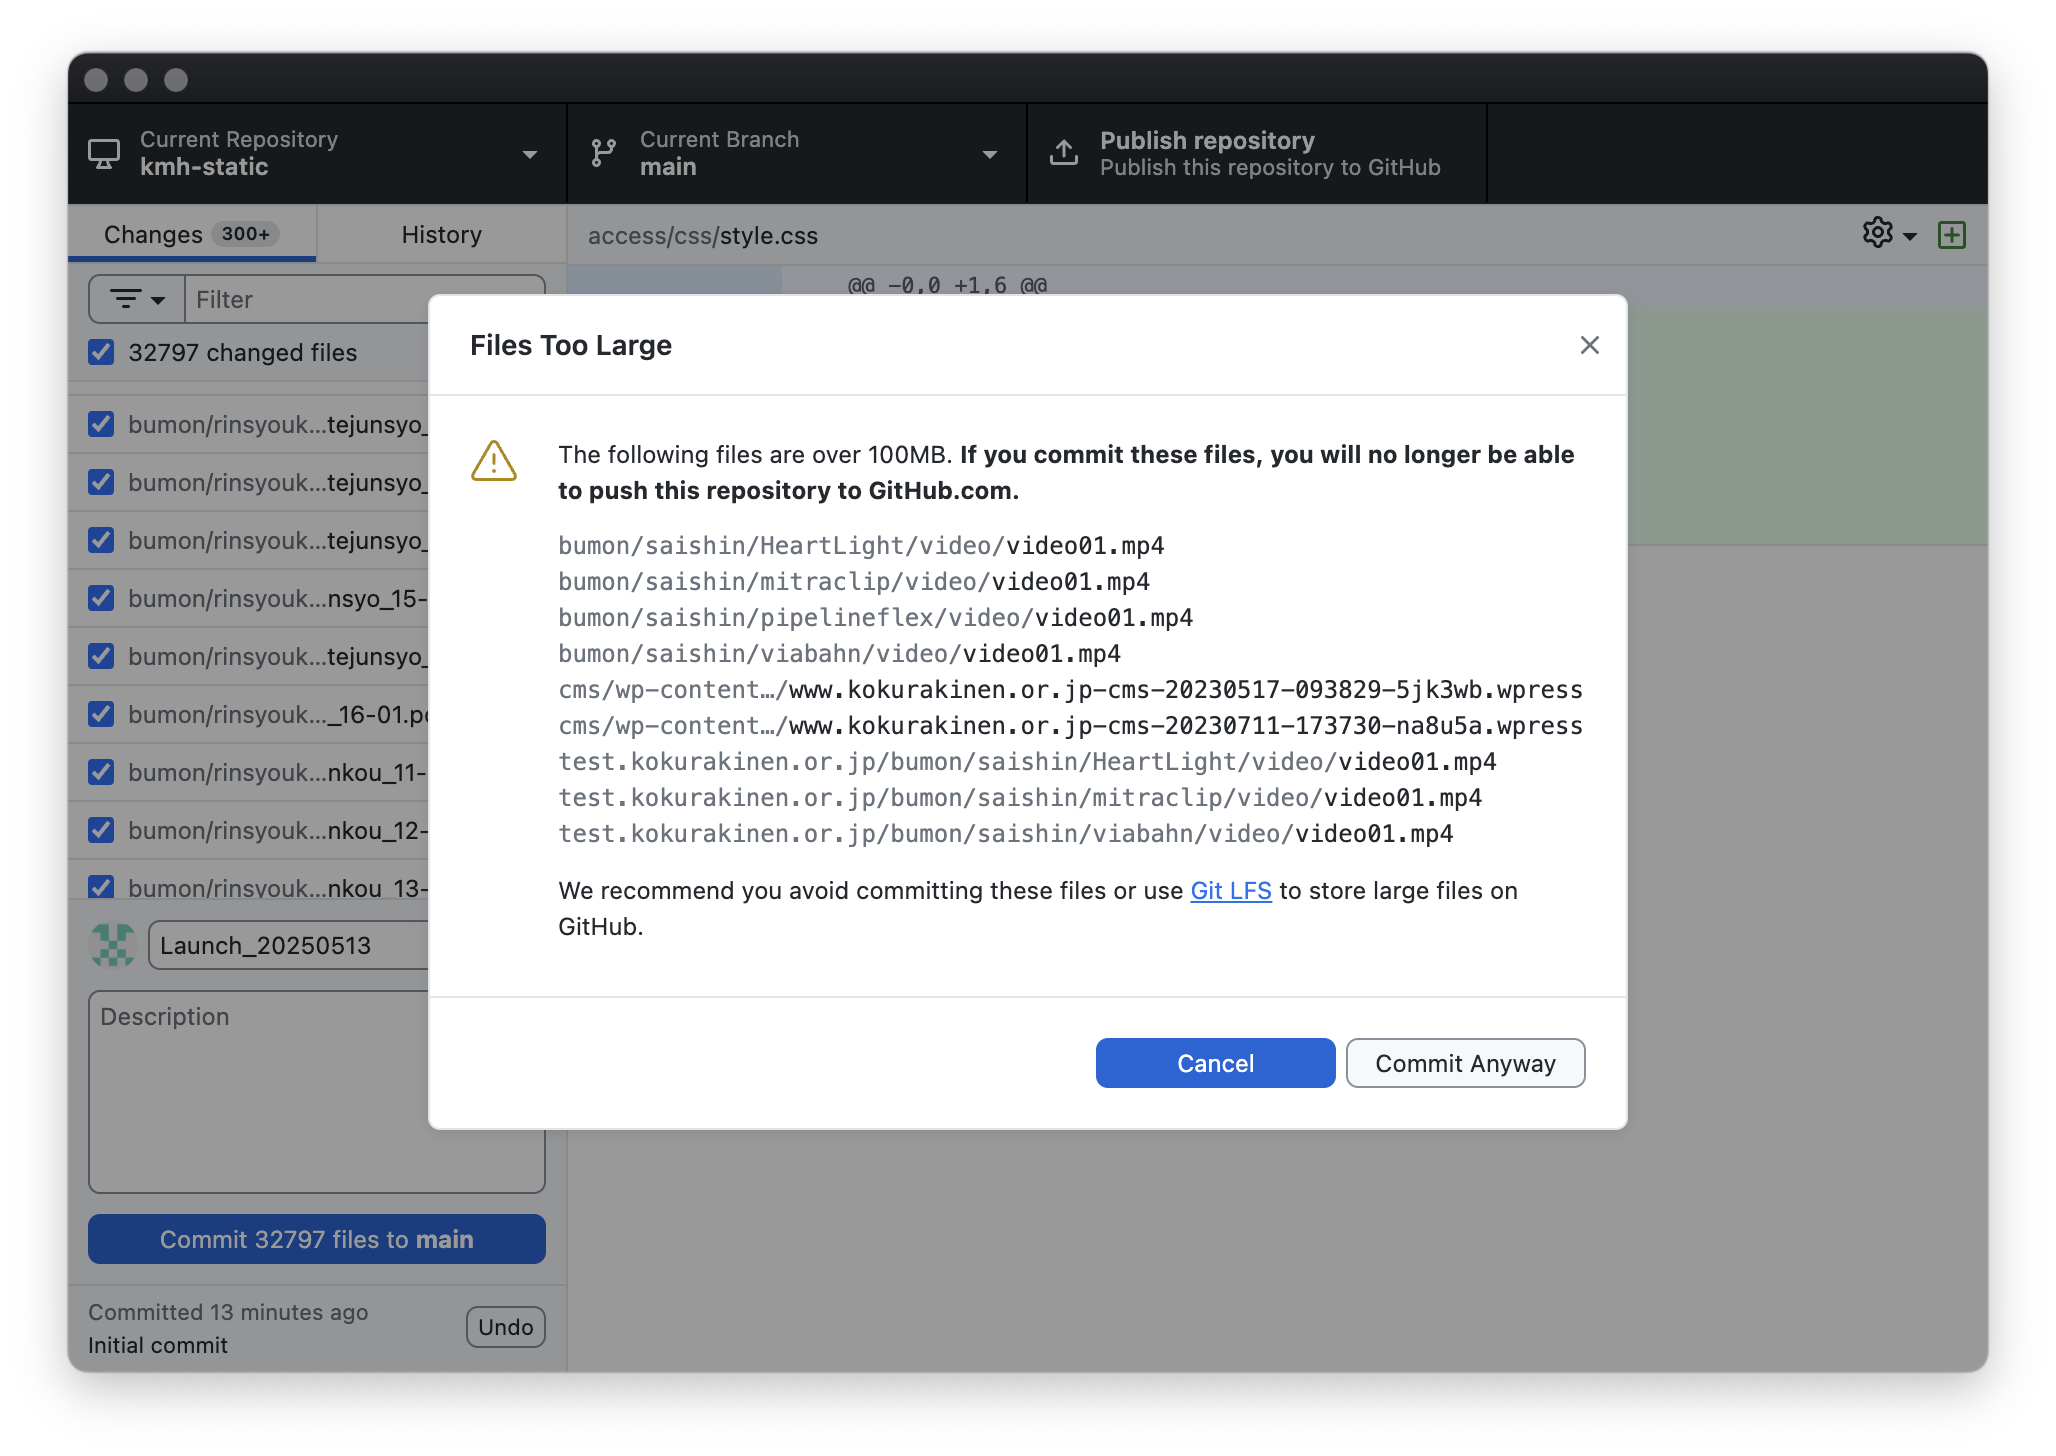 Current Repository
kmh-static
Current Branch
main
Publish repository
Publish this repository to GitHub
Changes 300+
History
access/css/style.css
Filter
@@ -0,0 +1,6 @@
32797 changed files
bumon/rinsyouk...tejunsyo_
bumon/rinsyouk...tejunsyo_
bumon/rinsyouk...tejunsyo_
bumon/rinsyouk...nsyo_15-
bumon/rinsyouk...tejunsyo_
bumon/rinsyouk..._16-01.
bumon/rinsyouk...nkou_11-
bumon/rinsyouk...nkou_12-
bumon/rinsyouk...nkou_13-
Launch_20250513
Description
Commit 32797 files to main
Committed 13 minutes ago
Initial commit
Undo
Files Too Large
The following files are over 100MB. If you commit these files, you will no longer be able
to push this repository to GitHub.com.
bumon/saishin/HeartLight/video/video01.mp4
bumon/saishin/mitraclip/video/video01.mp4
bumon/saishin/pipelineflex/video/video01.mp4
bumon/saishin/viabahn/video/video01.mp4
cms/wp-content…/www.kokurakinen.or.jp-cms-20230517-093829-5jk3wb.wpress
cms/wp-content…/www.kokurakinen.or.jp-cms-20230711-173730-na8u5a.wpress
test.kokurakinen.or.jp/bumon/saishin/HeartLight/video/video01.mp4
test.kokurakinen.or.jp/bumon/saishin/mitraclip/video/video01.mp4
test.kokurakinen.or.jp/bumon/saishin/viabahn/video/video01.mp4
We recommend you avoid committing these files or use Git LFS to store large files on
GitHub.
Cancel
Commit Anyway